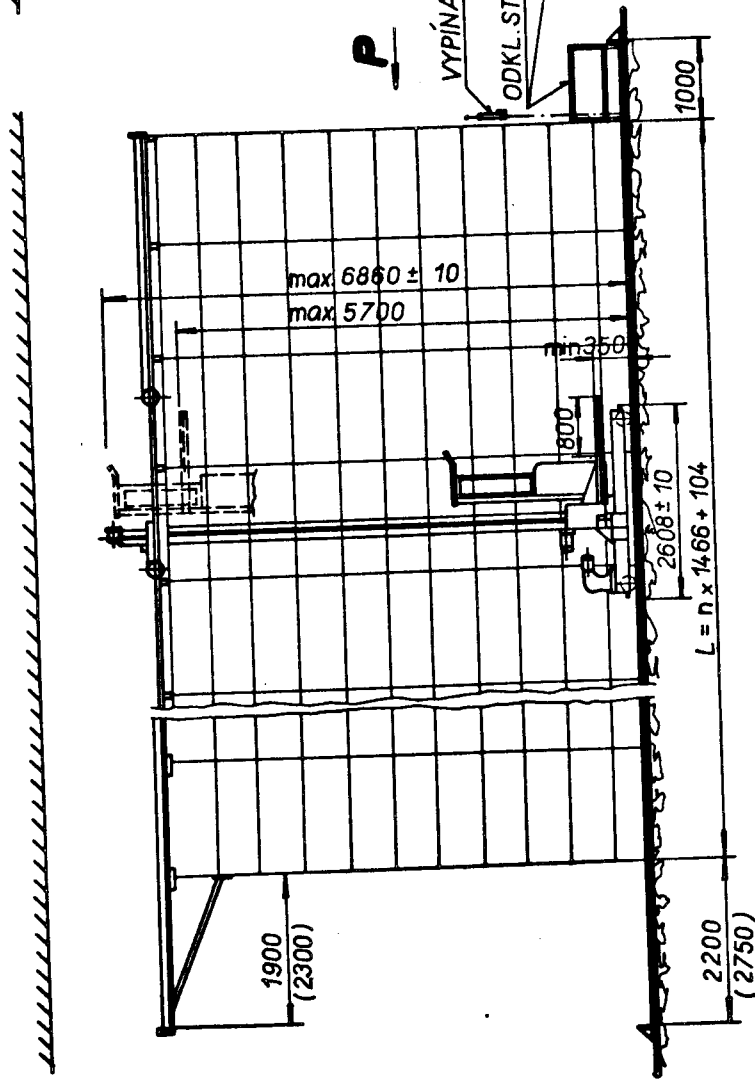 P
VYPÍNA
ODKL. ST
1000
max. 6860 ± 10
max. 5700
min 350
800
2608 ± 10
L = n x 1466 + 104
1900
(2300)
2200
(2750)